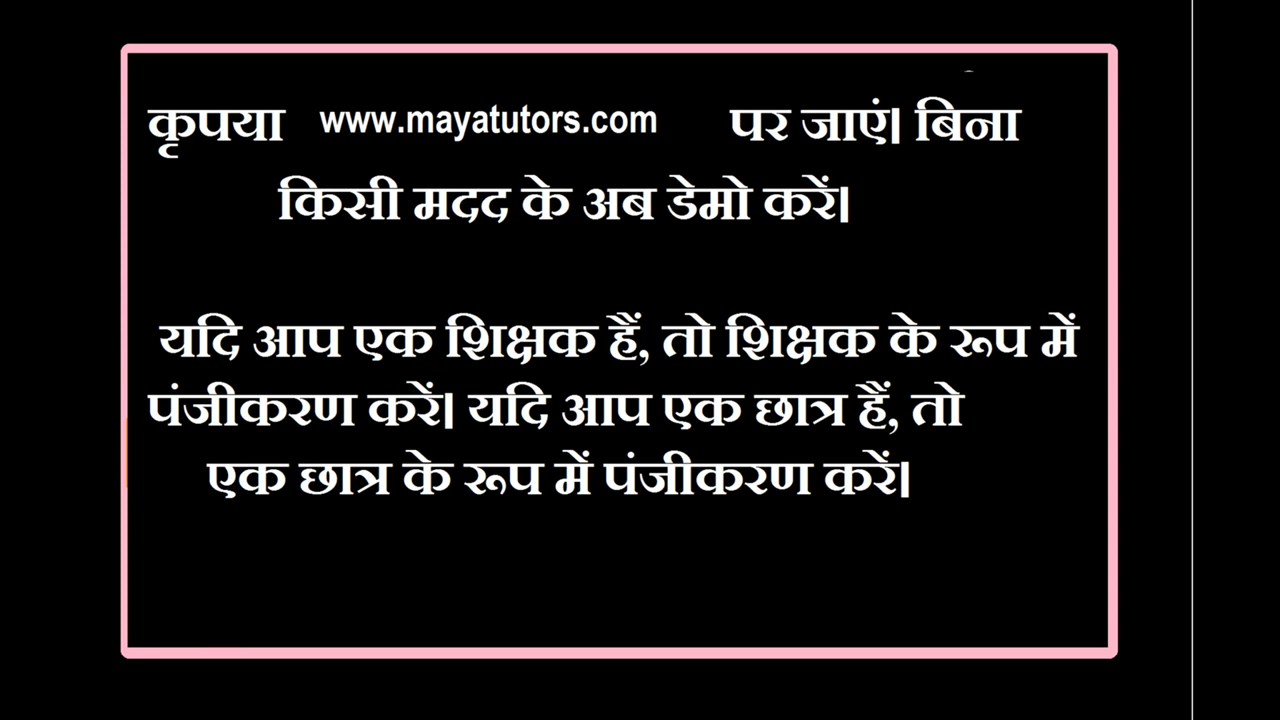 कृपया www.mayatutors.com पर जाएं। बिना
किसी मदद के अब डेमो करें।
यदि आप एक शिक्षक हैं, तो शिक्षक के रूप में
पंजीकरण करें। यदि आप एक छात्र हैं, तो
एक छात्र के रूप में पंजीकरण करें।